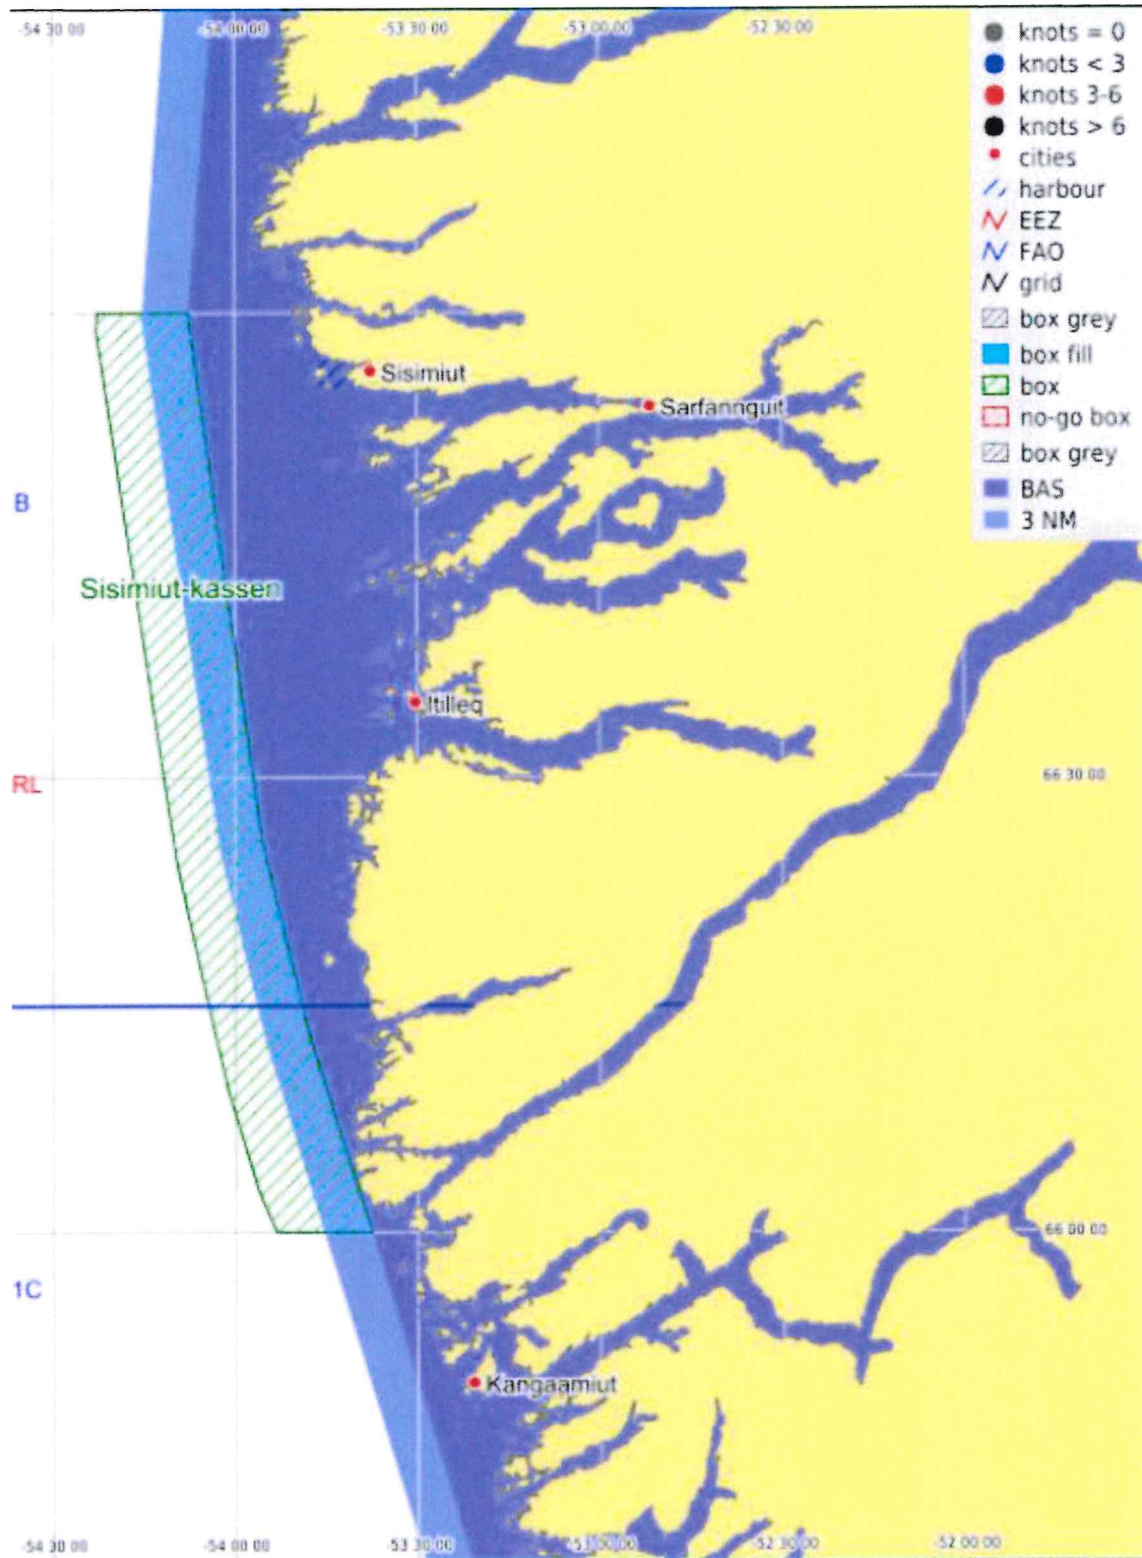 -54 30 00
-54 00 00
-53 30 00
-53 00 00
-52 30 00
knots = 0
knots < 3
knots 3-6
knots > 6
cities
harbour
EEZ
FAO
grid
box grey
box fill
box
no-go box
box grey
BAS
3 NM
Sisimiut
Sarfannguit
B
Sisimiut-kassen
Itilleq
RL
66 30 00
66 00 00
1C
Kangaamiut
-54 30 00
-54 00 00
-53 30 00
-53 00 00
-52 30 00
-52 00 00